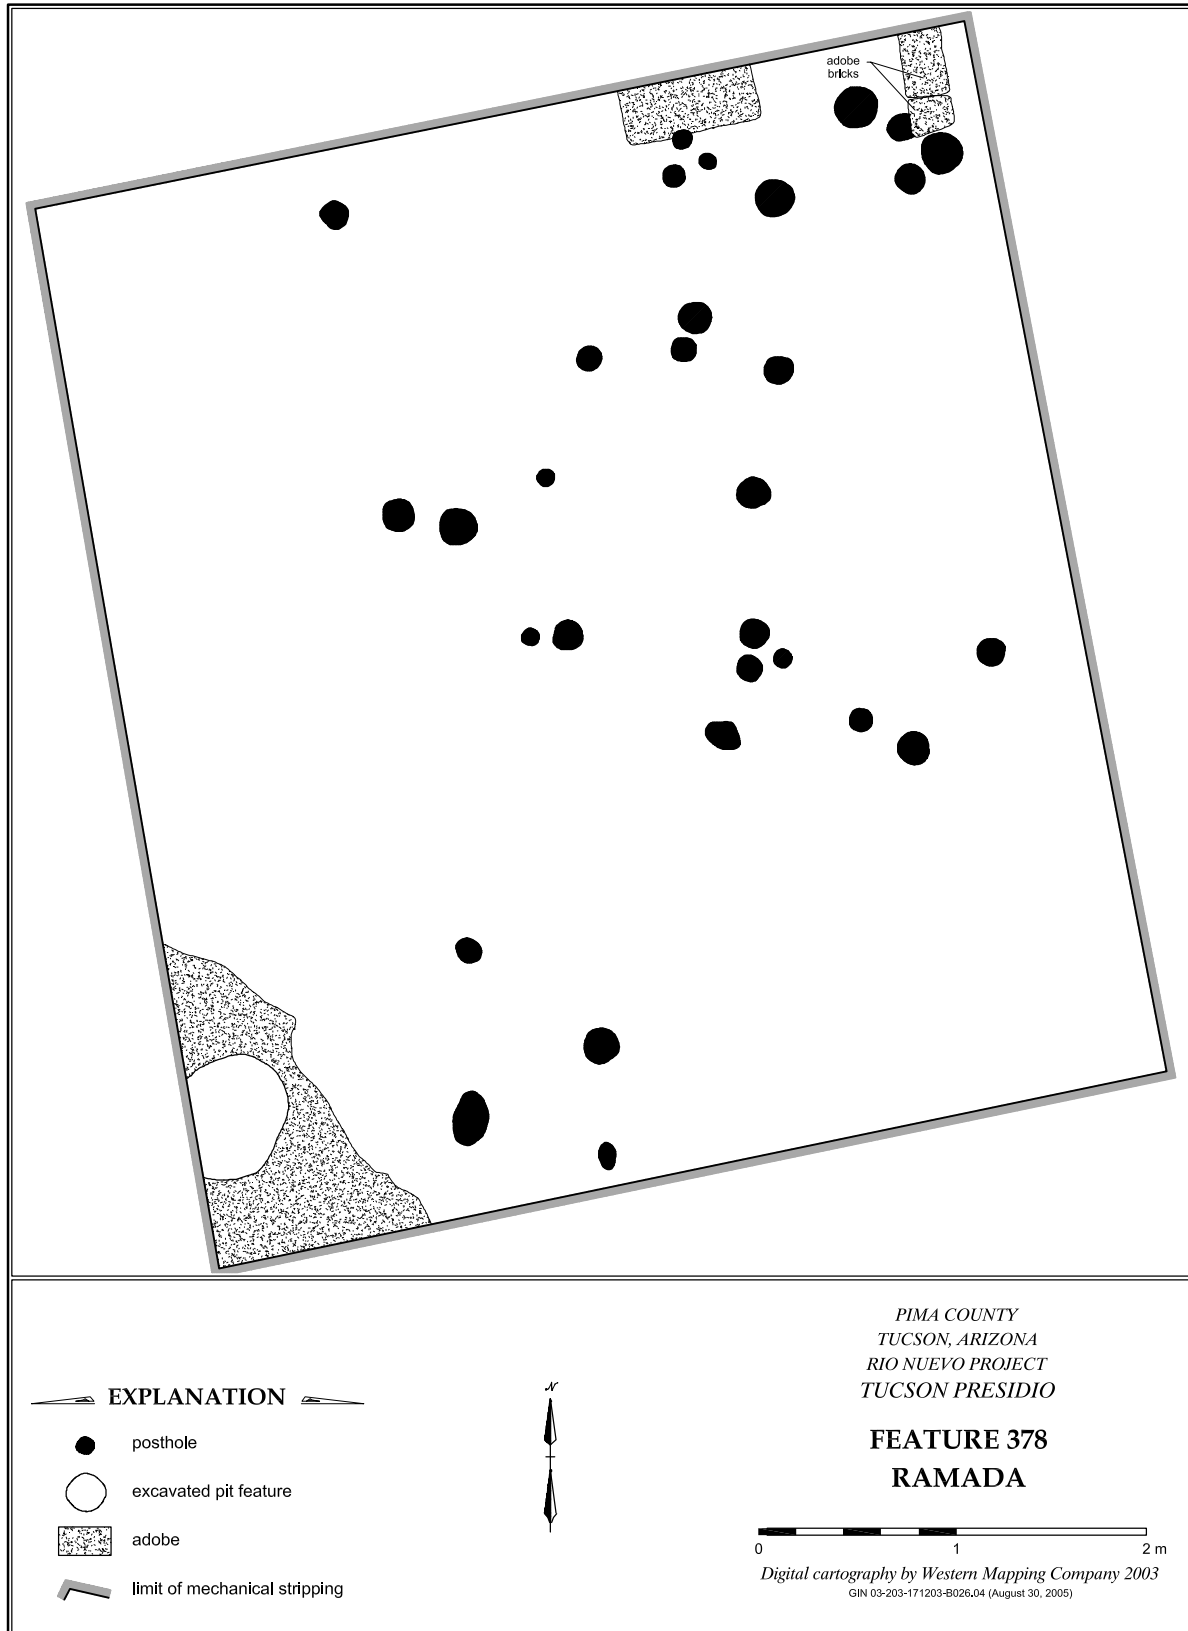 adobe
bricks
EXPLANATION
posthole
excavated pit feature
adobe
limit of mechanical stripping
N
PIMA COUNTY
TUCSON, ARIZONA
RIO NUEVO PROJECT
TUCSON PRESIDIO
FEATURE 378
RAMADA
0 1 2 m
Digital cartography by Western Mapping Company 2003
GIN 03-203-171203-B026.04 (August 30, 2005)